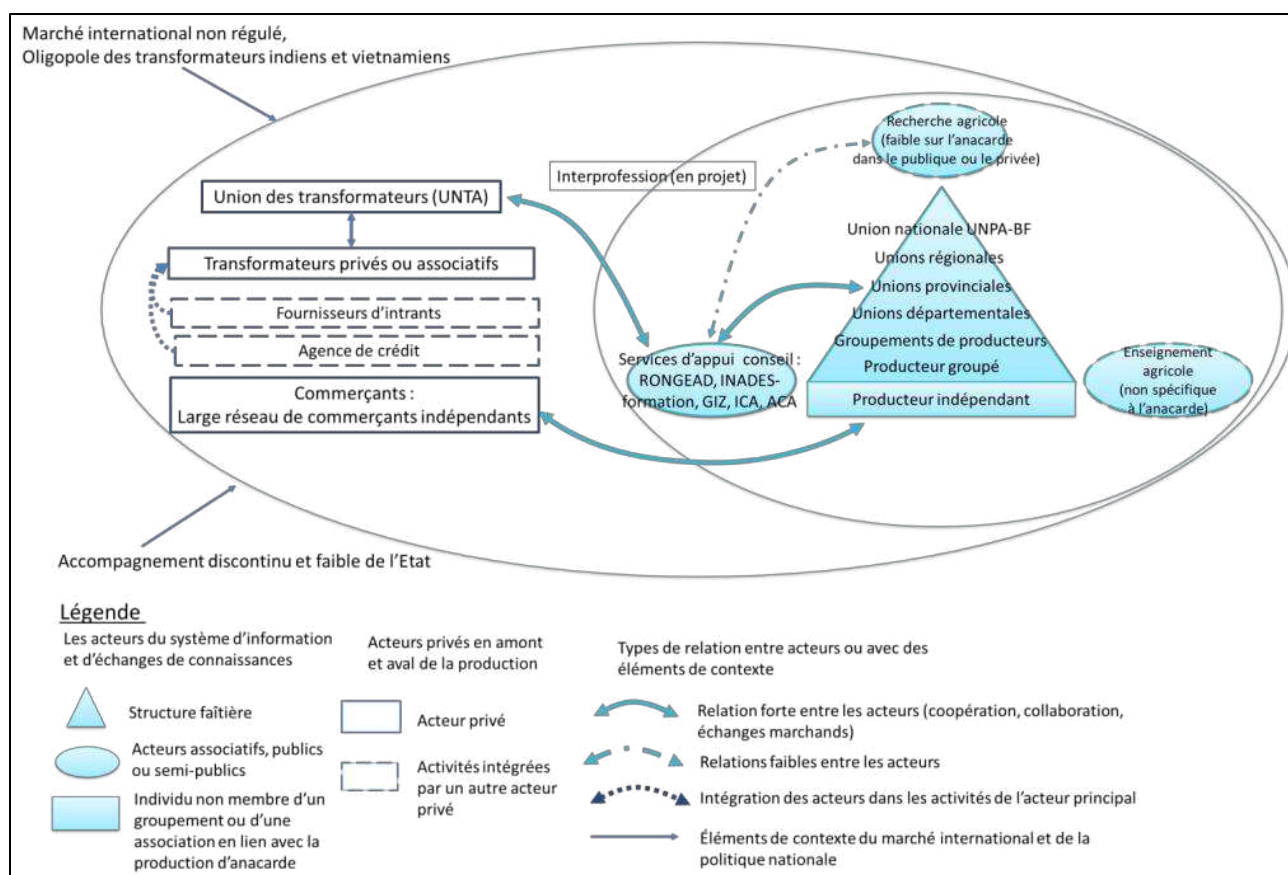 Marché international non régulé,
Oligopole des transformateurs indiens et vietnamiens
Recherche agricole
(faible sur l'anacarde
dans le publique ou le privée)
Interprofession (en projet)
Union des transformateurs (UNTA)
Transformateurs privés ou associatifs
Fournisseurs d'intrants
Agence de crédit
Commerçants :
Large réseau de commerçants indépendants
Union nationale UNPA-BF
Unions régionales
Unions provinciales
Unions départementales
Groupements de producteurs
Producteur groupé
Producteur indépendant
Services d'appui conseil :
RONGEAD, INADES-
formation, GIZ, ICA, ACA
Enseignement
agricole
(non spécifique
à l'anacarde)
Accompagnement discontinu et faible de l'Etat
Légende
Les acteurs du système d'information
et d'échanges de connaissances
Structure faîtière
Acteurs associatifs, publics
ou semi-publics
Individu non membre d'un
groupement ou d'une
association en lien avec la
production d'anacarde
Acteurs privés en amont
et aval de la production
Acteur privé
Activités intégrées
par un autre acteur
privé
Types de relation entre acteurs ou avec des
éléments de contexte
Relation forte entre les acteurs (coopération, collaboration,
échanges marchands)
Relations faibles entre les acteurs
Intégration des acteurs dans les activités de l'acteur principal
Éléments de contexte du marché international et de la
politique nationale